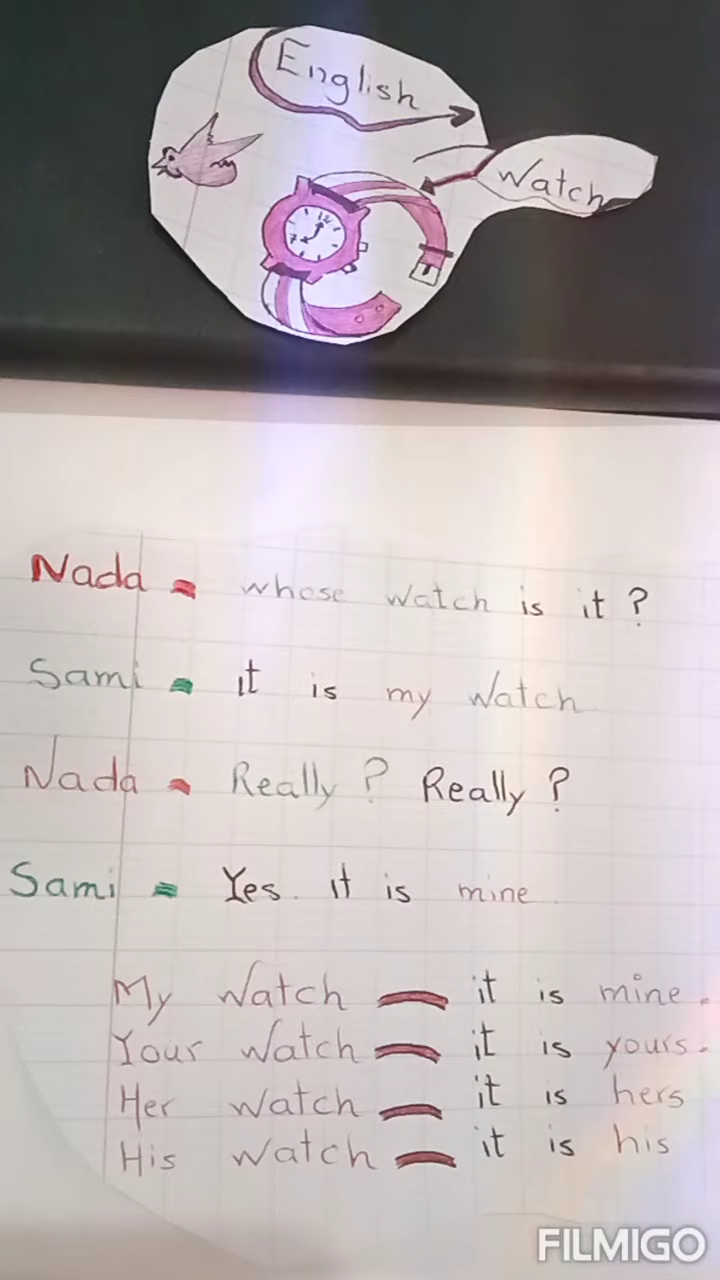 English
Watch
12
7
Nada = whose watch is it ?
Sami = it is my watch
Nada = Really ? Really ?
Sami = Yes. it is mine.
My watch — it is mine.
Your watch — it is yours.
Her watch — it is hers
His watch — it is his
FILMIGO